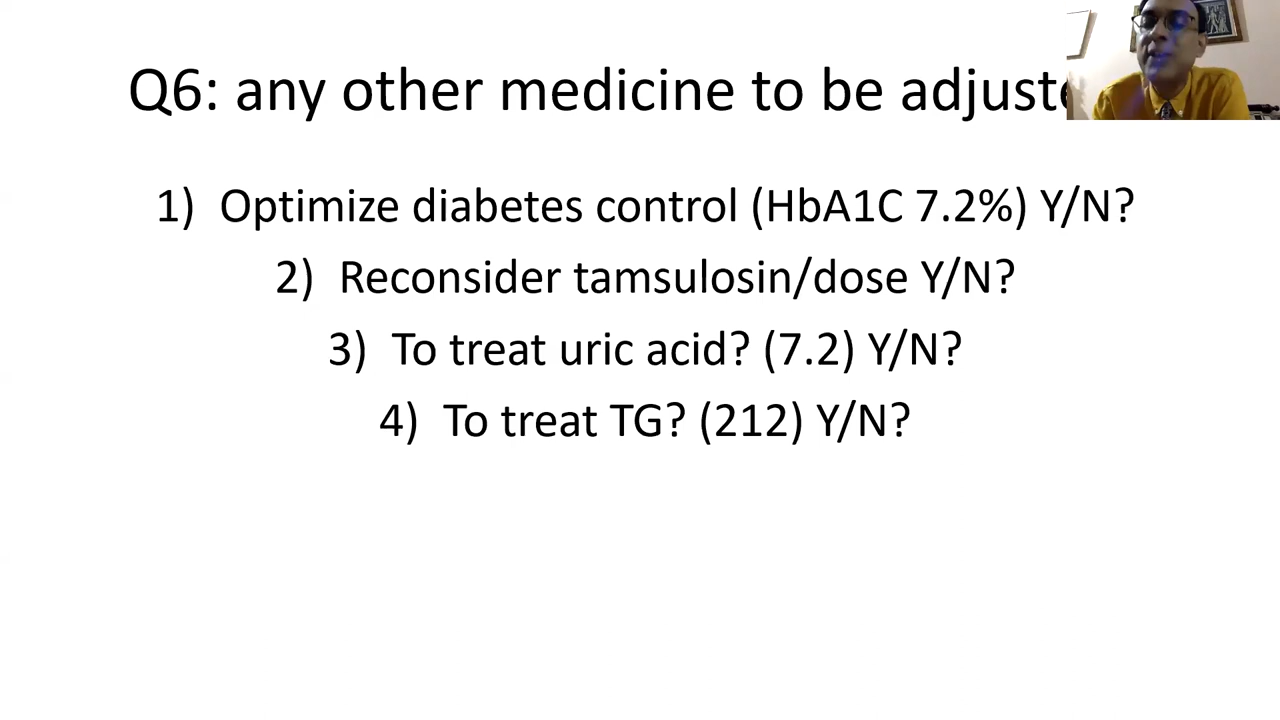 Q6: any other medicine to be
1) Optimize diabetes control (HbA1C 7.2%) Y/N?
2) Reconsider tamsulosin/dose Y/N?
3) To treat uric acid? (7.2) Y/N?
4) To treat TG? (212) Y/N?